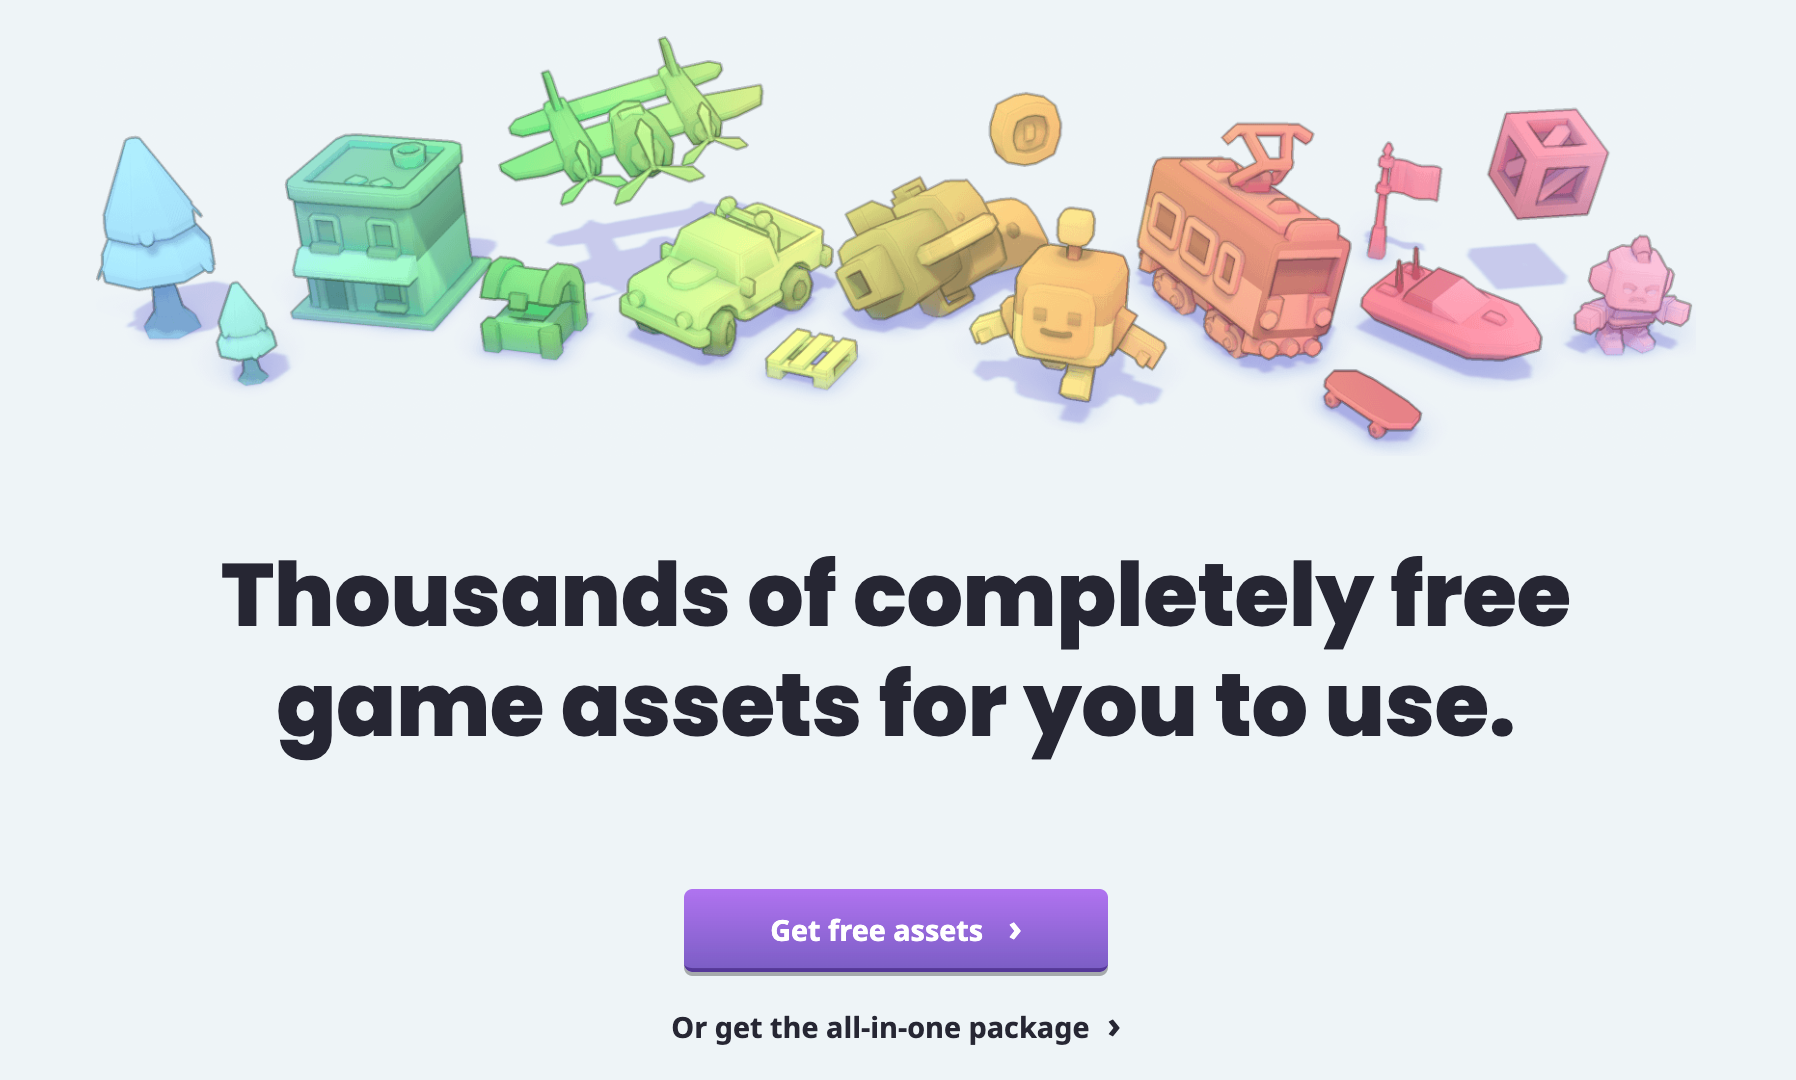 Thousands of completely free
game assets for you to use.
Get free assets ›
Or get the all-in-one package ›